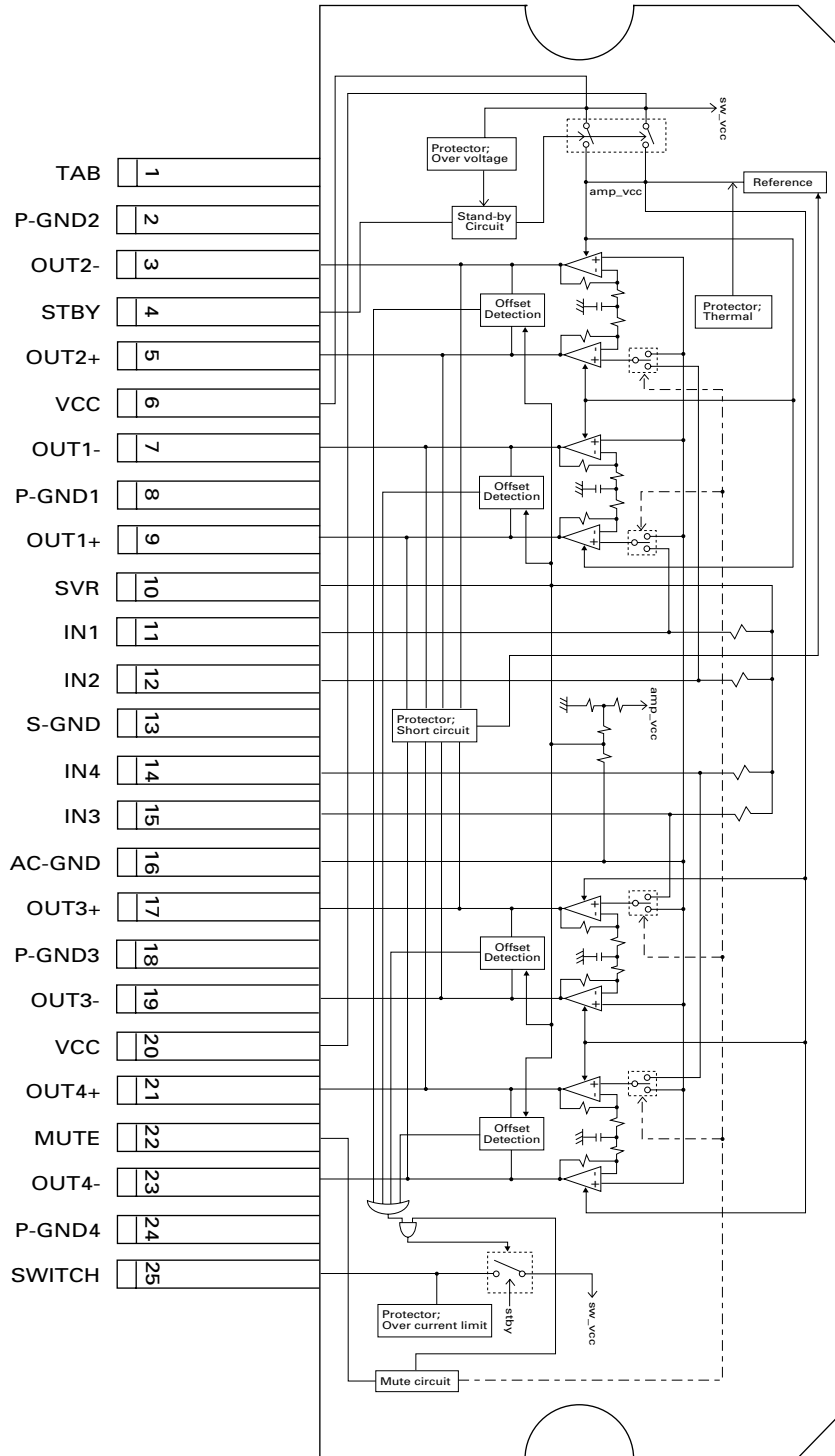 TAB 1
P-GND2 2
OUT2- 3
STBY 4
OUT2+ 5
VCC 6
OUT1- 7
P-GND1 8
OUT1+ 9
SVR 10
IN1 11
IN2 12
S-GND 13
IN4 14
IN3 15
AC-GND 16
OUT3+ 17
P-GND3 18
OUT3- 19
VCC 20
OUT4+ 21
MUTE 22
OUT4- 23
P-GND4 24
SWITCH 25
sw_vcc
Protector;
Over voltage
Reference
amp_vcc
Stand-by
Circuit
+
-
Offset
Detection
Protector;
Thermal
-
+
+
-
Offset
Detection
-
+
Protector;
Short circuit
amp_vcc
+
-
Offset
Detection
-
+
+
-
Offset
Detection
-
+
Protector;
Over current limit
stby
sw_vcc
Mute circuit